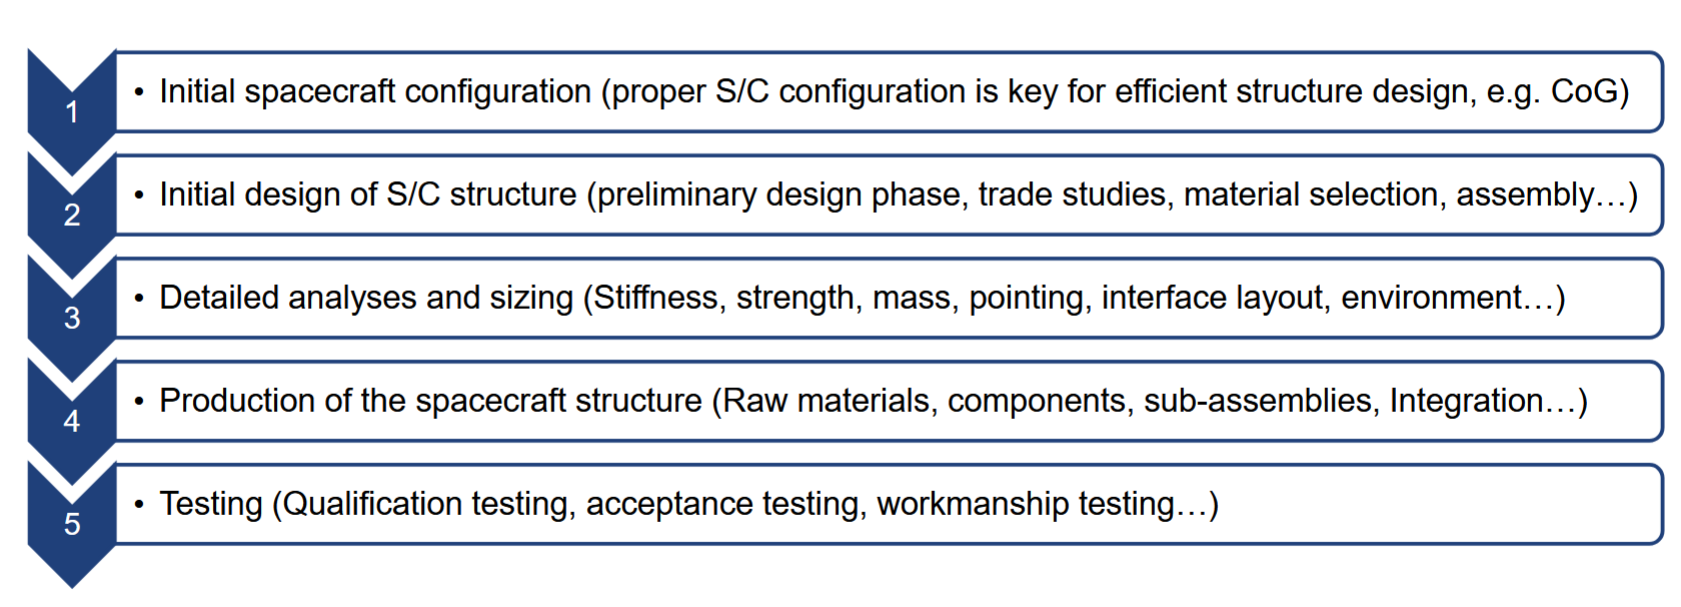 1
• Initial spacecraft configuration (proper S/C configuration is key for efficient structure design, e.g. CoG)
2
• Initial design of S/C structure (preliminary design phase, trade studies, material selection, assembly…)
3
• Detailed analyses and sizing (Stiffness, strength, mass, pointing, interface layout, environment…)
4
• Production of the spacecraft structure (Raw materials, components, sub-assemblies, Integration…)
5
• Testing (Qualification testing, acceptance testing, workmanship testing…)